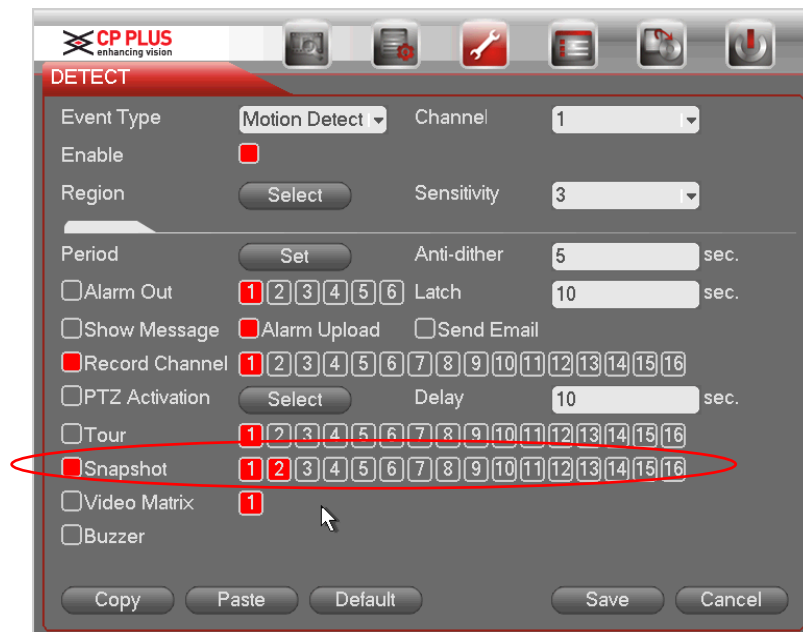 CP PLUS
enhancing vision
DETECT
Event Type Motion Detect Channel 1
Enable
Region Select Sensitivity 3
Period Set Anti-dither 5 sec.
Alarm Out 1 2 3 4 5 6 Latch 10 sec.
Show Message Alarm Upload Send Email
Record Channel 1 2 3 4 5 6 7 8 9 10 11 12 13 14 15 16
PTZ Activation Select Delay 10 sec.
Tour 1 2 3 4 5 6 7 8 9 10 11 12 13 14 15 16
Snapshot 1 2 3 4 5 6 7 8 9 10 11 12 13 14 15 16
Video Matrix 1
Buzzer
Copy Paste Default Save Cancel